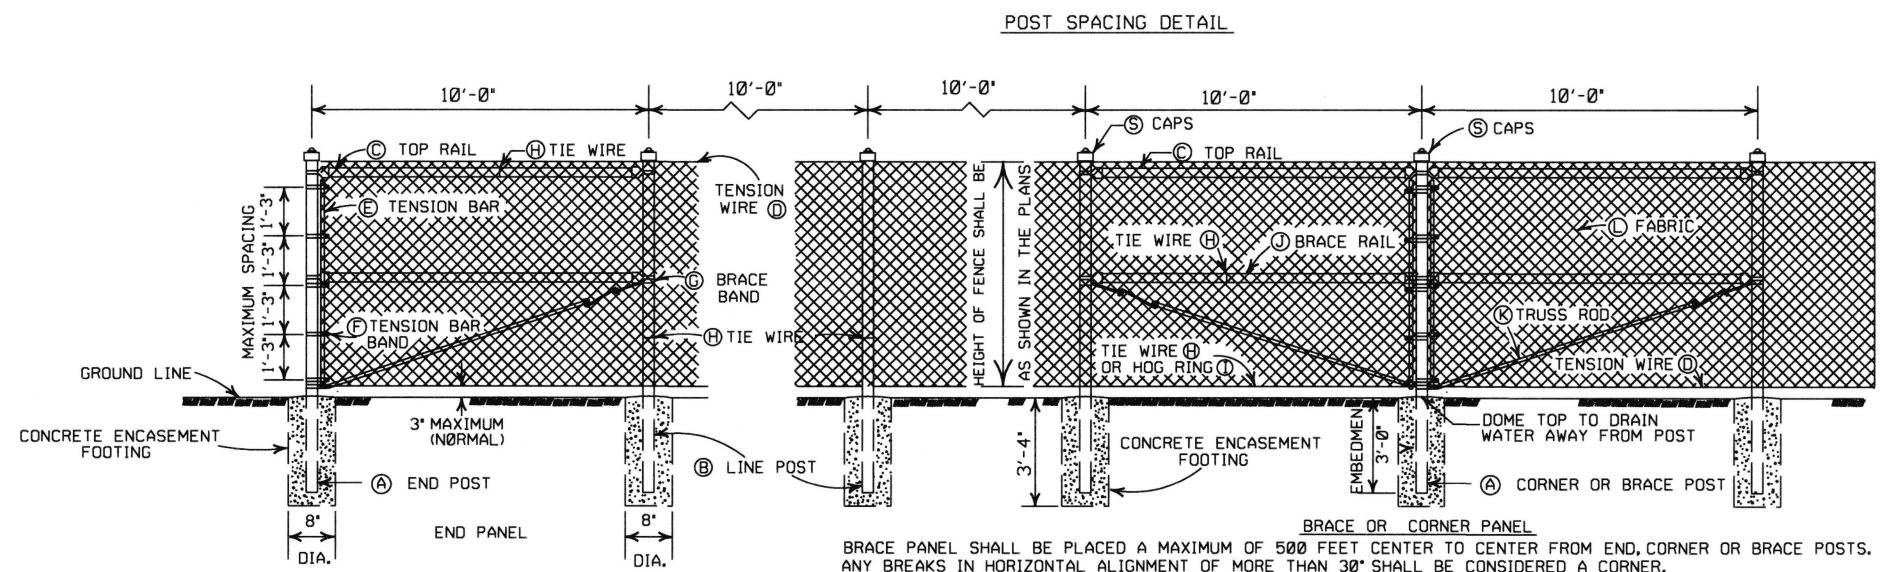 POST SPACING DETAIL
10'-0" 10'-0" 10'-0" 10'-0" 10'-0"
Ⓢ CAPS
Ⓢ CAPS
Ⓒ TOP RAIL
Ⓗ TIE WIRE
Ⓒ TOP RAIL
TENSION
WIRE Ⓓ
Ⓔ TENSION BAR
MAXIMUM SPACING
1'-3" 1'-3" 1'-3" 1'-3"
HEIGHT OF FENCE SHALL BE
AS SHOWN IN THE PLANS
TIE WIRE Ⓗ
Ⓙ BRACE RAIL
Ⓛ FABRIC
Ⓖ BRACE
BAND
Ⓕ TENSION BAR
BAND
Ⓗ TIE WIRE
Ⓚ TRUSS ROD
TIE WIRE Ⓗ
OR HOG RING Ⓘ
TENSION WIRE Ⓓ
GROUND LINE
3" MAXIMUM
(NORMAL)
CONCRETE ENCASEMENT
FOOTING
Ⓐ END POST
Ⓑ LINE POST
3'-4"
CONCRETE ENCASEMENT
FOOTING
EMBEDMEN
3'-0"
DOME TOP TO DRAIN
WATER AWAY FROM POST
Ⓐ CORNER OR BRACE POST
8"
DIA.
END PANEL
8"
DIA.
BRACE OR CORNER PANEL
BRACE PANEL SHALL BE PLACED A MAXIMUM OF 500 FEET CENTER TO CENTER FROM END, CORNER OR BRACE POSTS.
ANY BREAKS IN HORIZONTAL ALIGNMENT OF MORE THAN 30° SHALL BE CONSIDERED A CORNER.